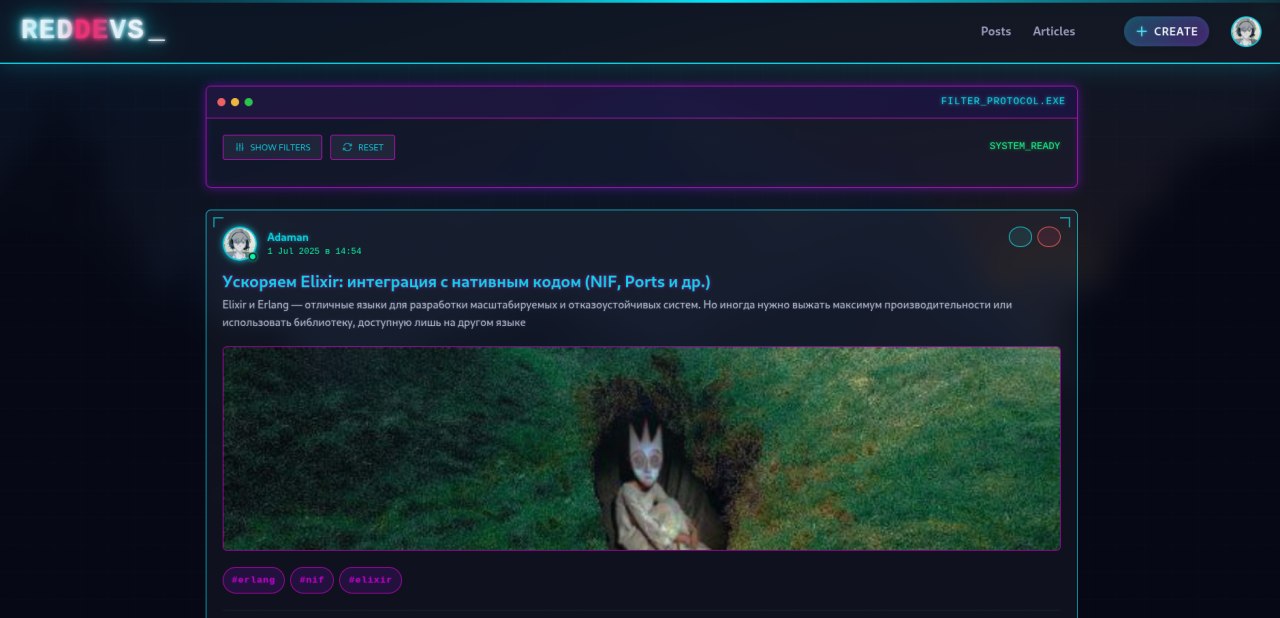 REDDEVS_
Posts
Articles
+ CREATE
FILTER_PROTOCOL.EXE
SHOW FILTERS
RESET
SYSTEM_READY
Adaman
1 Jul 2025 в 14:54
Ускоряем Elixir: интеграция с нативным кодом (NIF, Ports и др.)
Elixir и Erlang — отличные языки для разработки масштабируемых и отказоустойчивых систем. Но иногда нужно выжать максимум производительности или
использовать библиотеку, доступную лишь на другом языке
#erlang
#nif
#elixir